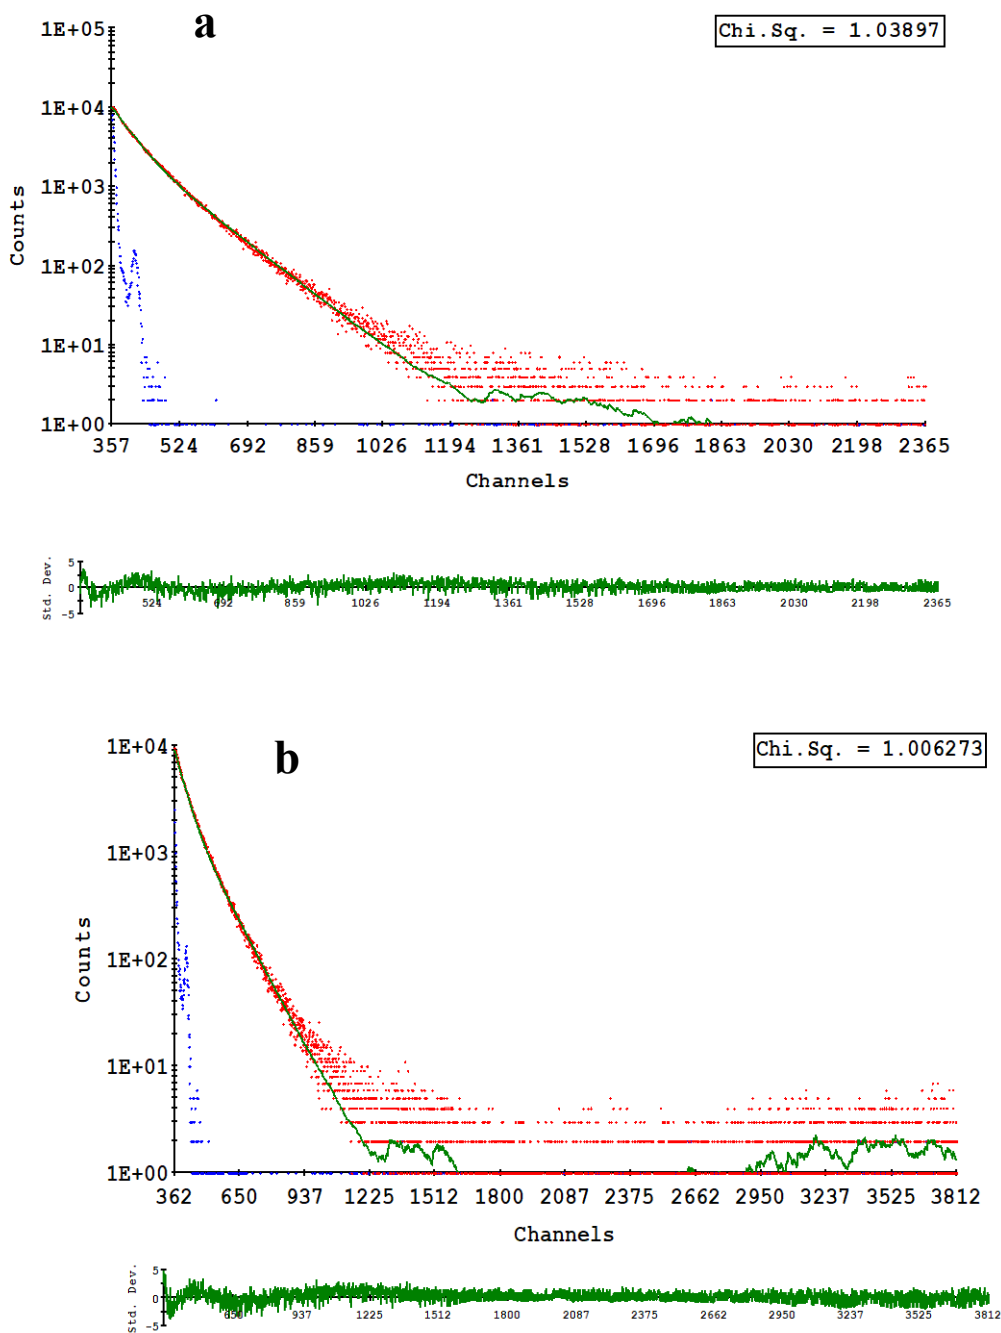 a
Chi.Sq. = 1.03897
1E+05
1E+04
1E+03
1E+02
1E+01
1E+00
Counts
357 524 692 859 1026 1194 1361 1528 1696 1863 2030 2198 2365
Channels
Std. Dev.
5
0
-5
524 692 859 1026 1194 1361 1528 1696 1863 2030 2198 2365
b
Chi.Sq. = 1.006273
1E+04
1E+03
1E+02
1E+01
1E+00
Counts
362 650 937 1225 1512 1800 2087 2375 2662 2950 3237 3525 3812
Channels
Std. Dev.
5
0
-5
650 937 1225 1512 1800 2087 2375 2662 2950 3237 3525 3812